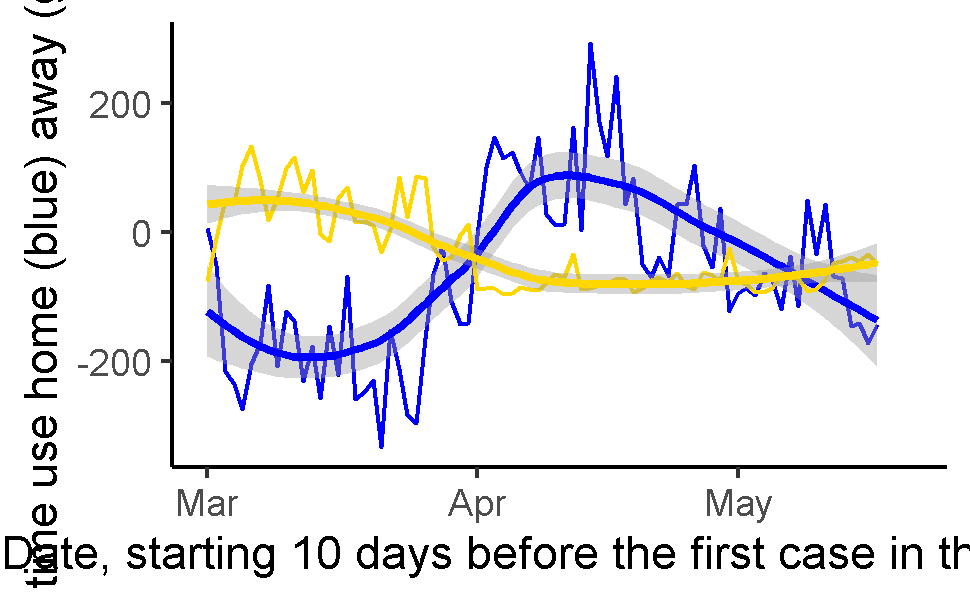 time use home (blue) away (
200
0
-200
Mar Apr May
Date, starting 10 days before the first case in th